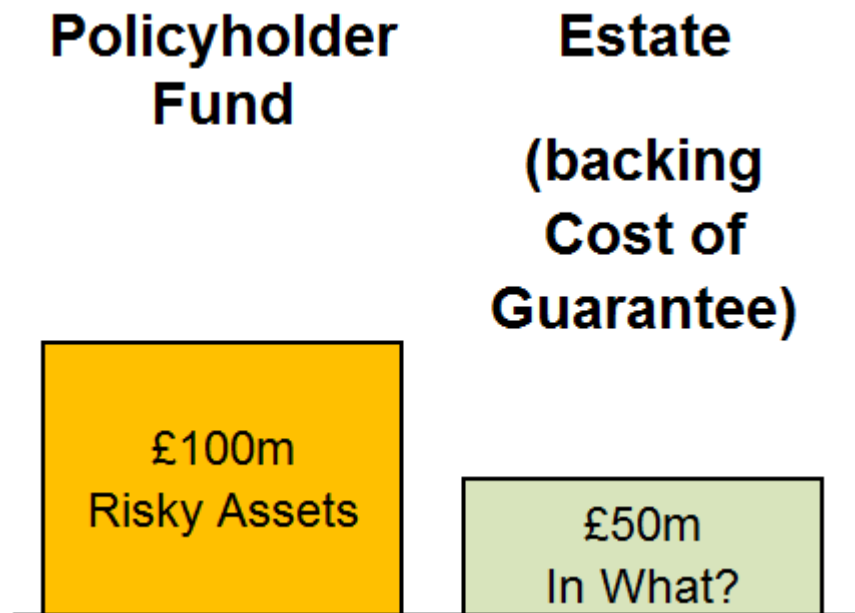 Policyholder
Fund
Estate
(backing
Cost of
Guarantee)
£100m
Risky Assets
£50m
In What?